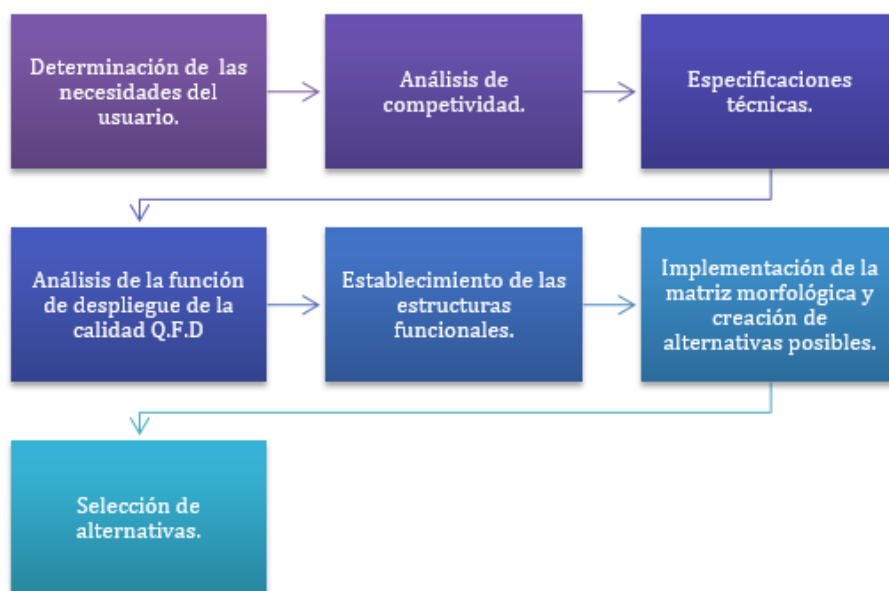 Determinación de las
necesidades del
usuario.
Análisis de
competividad.
Especificaciones
técnicas.
Análisis de la función
de despliegue de la
calidad Q.F.D
Establecimiento de las
estructuras
funcionales.
Implementación de la
matriz morfológica y
creación de
alternativas posibles.
Selección de
alternativas.